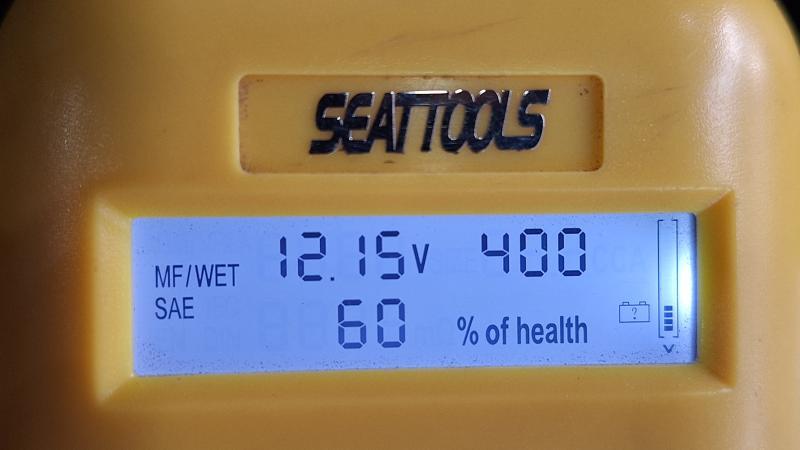 SEATTOOLS
12.15V 400
MF/WET
SAE
60 % of health
?